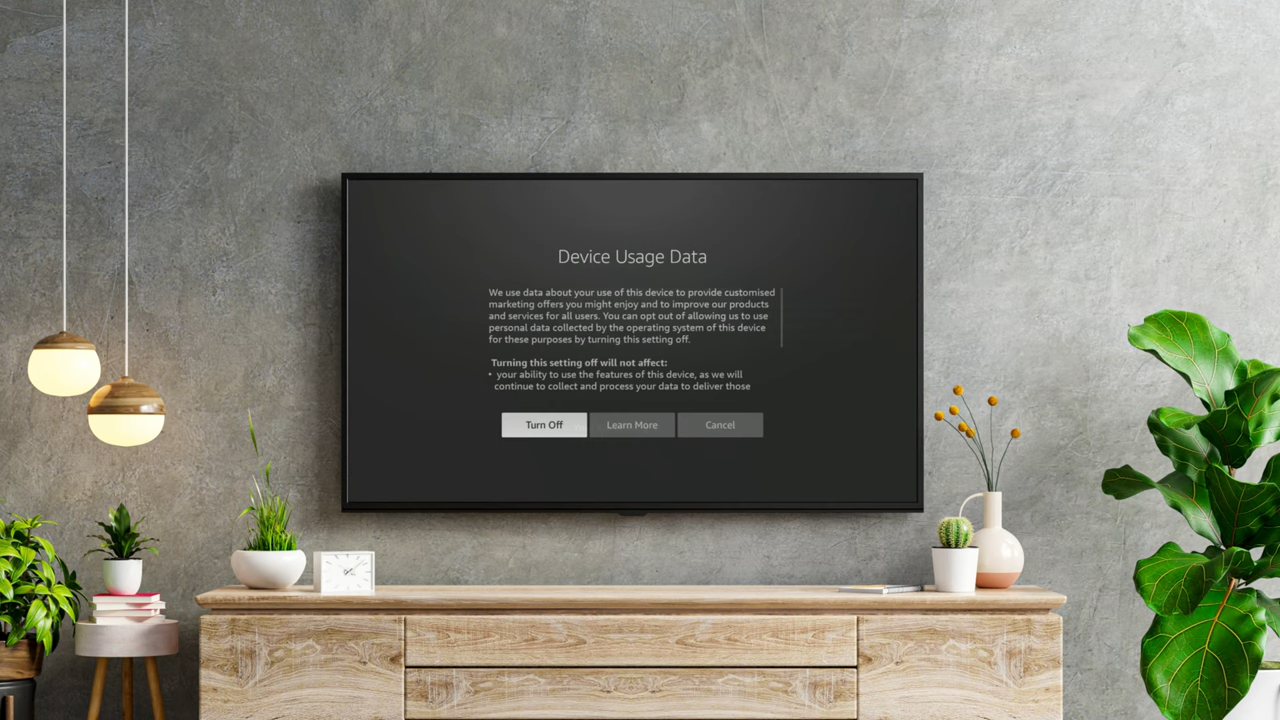 Device Usage Data
We use data about your use of this device to provide customised
marketing offers you might enjoy and to improve our products
and services for all users. You can opt out of allowing us to use
personal data collected by the operating system of this device
for these purposes by turning this setting off.
Turning this setting off will not affect:
• your ability to use the features of this device, as we will
continue to collect and process your data to deliver those
Turn Off
Learn More
Cancel